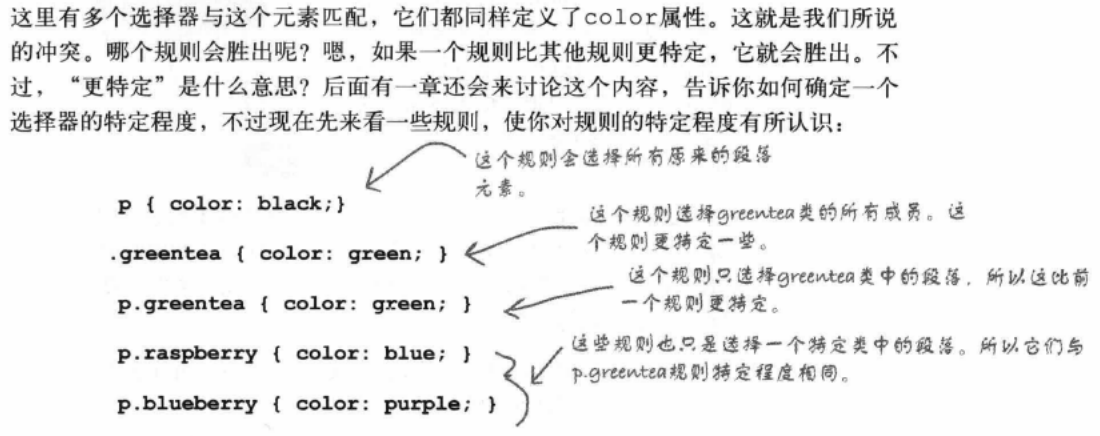 这里有多个选择器与这个元素匹配，它们都同样定义了color属性。这就是我们所说
的冲突。哪个规则会胜出呢？嗯，如果一个规则比其他规则更特定，它就会胜出。不
过，“更特定”是什么意思？后面有一章还会来讨论这个内容，告诉你如何确定一个
选择器的特定程度，不过现在先来看一些规则，使你对规则的特定程度有所认识：
这个规则会选择所有原来的段落
元素。
p { color: black;}
这个规则选择greentea类的所有成员。这
个规则更特定一些。
.greentea { color: green; }
这个规则只选择greentea类中的段落，所以这比前
一个规则更特定。
p.greentea { color: green; }
这些规则也只是选择一个特定类中的段落。所以它们与
p.greentea规则特定程度相同。
p.raspberry { color: blue; }
p.blueberry { color: purple; }